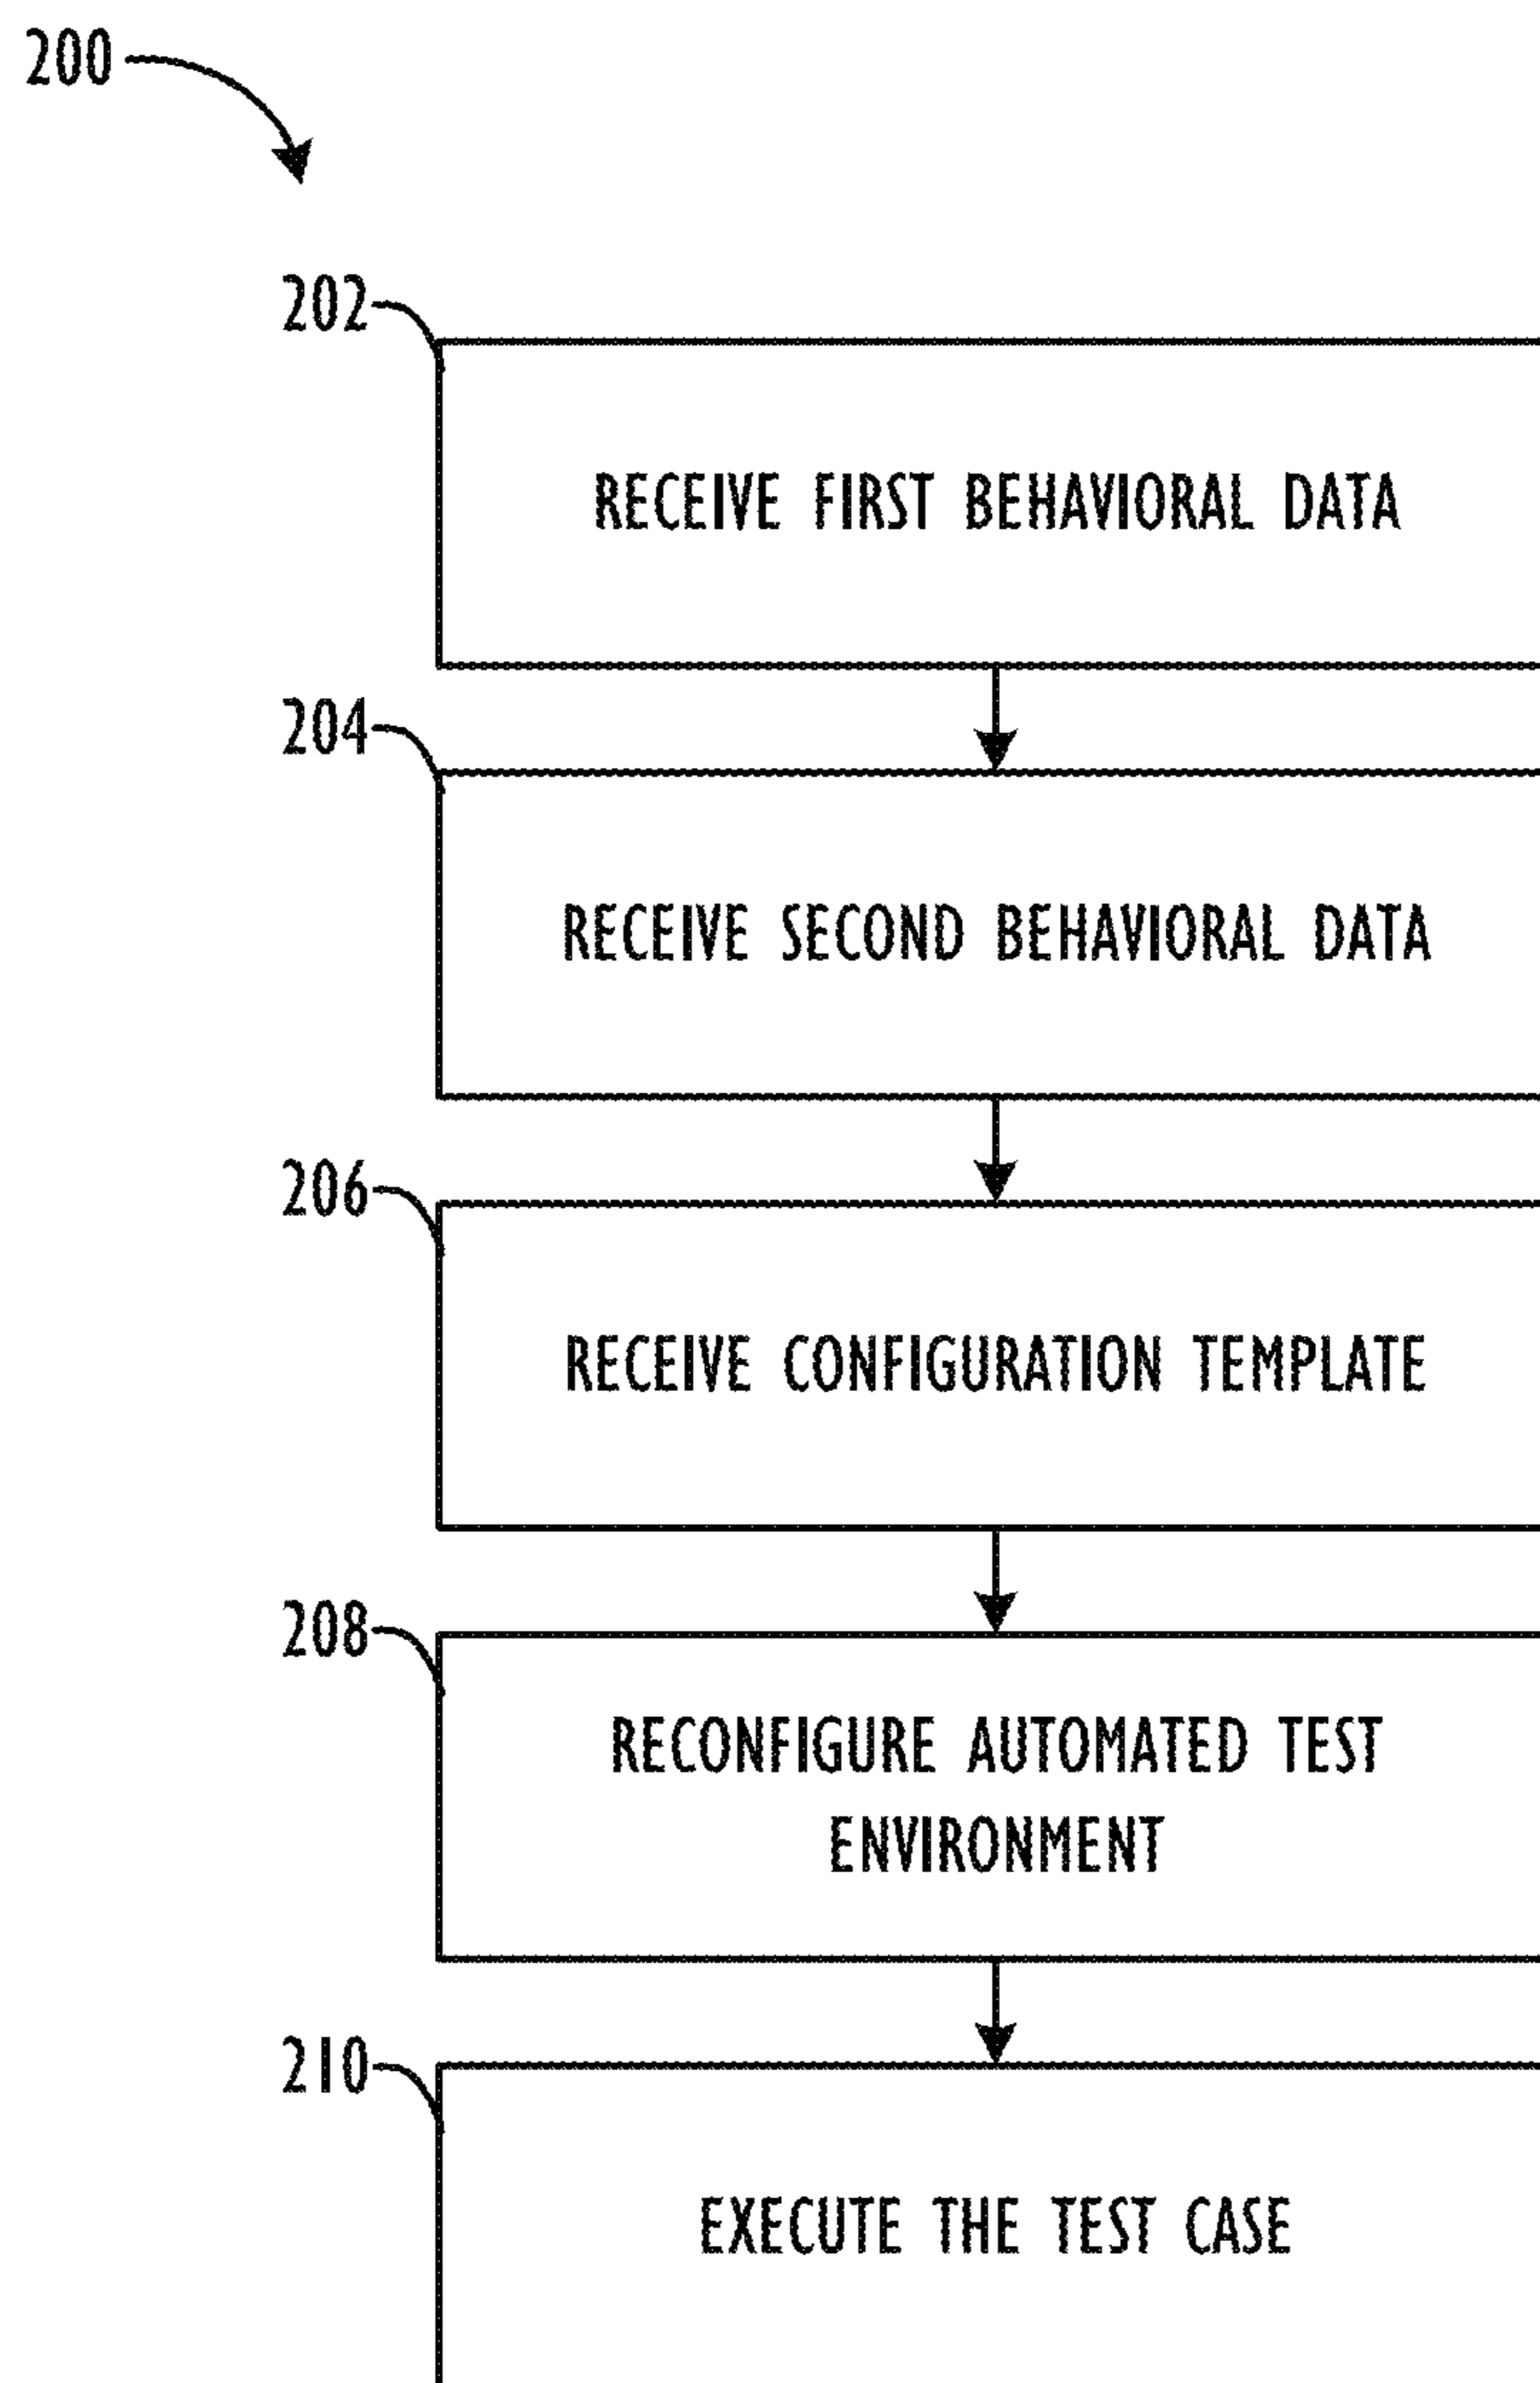 200
202
RECEIVE FIRST BEHAVIORAL DATA
204
RECEIVE SECOND BEHAVIORAL DATA
206
RECEIVE CONFIGURATION TEMPLATE
208
RECONFIGURE AUTOMATED TEST
ENVIRONMENT
210
EXECUTE THE TEST CASE